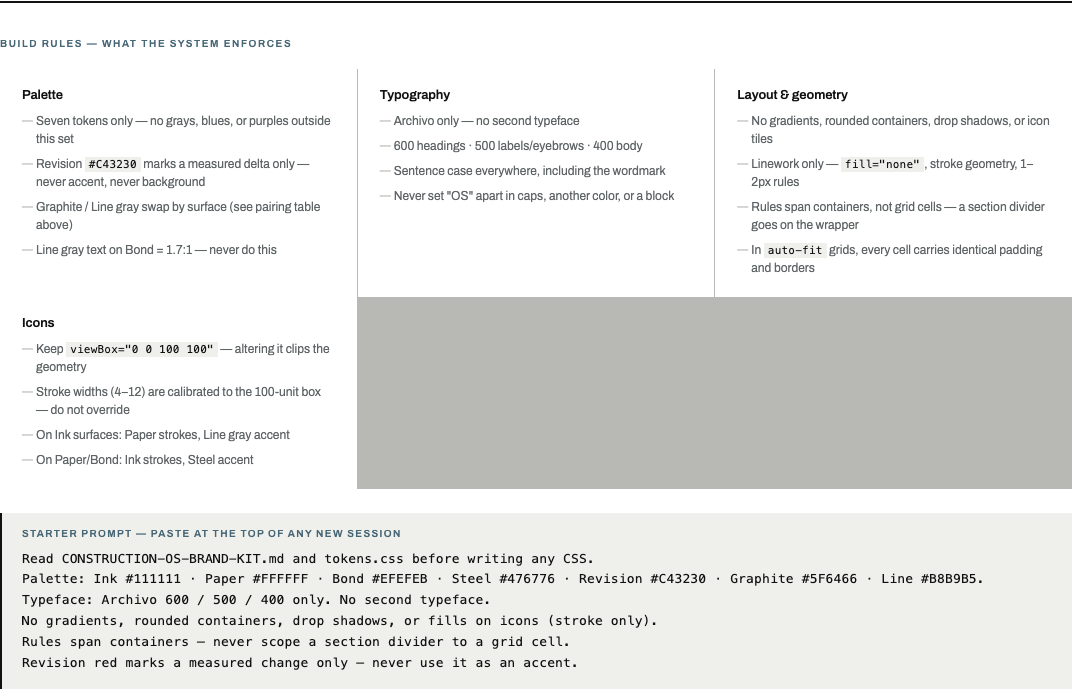 BUILD RULES — WHAT THE SYSTEM ENFORCES
Palette
— Seven tokens only — no grays, blues, or purples outside
this set
— Revision #C43230 marks a measured delta only —
never accent, never background
— Graphite / Line gray swap by surface (see pairing table
above)
— Line gray text on Bond = 1.7:1 — never do this
Typography
— Archivo only — no second typeface
— 600 headings · 500 labels/eyebrows · 400 body
— Sentence case everywhere, including the wordmark
— Never set "OS" apart in caps, another color, or a block
Layout & geometry
— No gradients, rounded containers, drop shadows, or icon
tiles
— Linework only — fill="none" , stroke geometry, 1–
2px rules
— Rules span containers, not grid cells — a section divider
goes on the wrapper
— In auto-fit grids, every cell carries identical padding
and borders
Icons
— Keep viewBox="0 0 100 100" — altering it clips the
geometry
— Stroke widths (4–12) are calibrated to the 100-unit box
— do not override
— On Ink surfaces: Paper strokes, Line gray accent
— On Paper/Bond: Ink strokes, Steel accent
STARTER PROMPT — PASTE AT THE TOP OF ANY NEW SESSION
Read CONSTRUCTION-OS-BRAND-KIT.md and tokens.css before writing any CSS.
Palette: Ink #111111 · Paper #FFFFFF · Bond #EFEFEB · Steel #476776 · Revision #C43230 · Graphite #5F6466 · Line #B8B9B5.
Typeface: Archivo 600 / 500 / 400 only. No second typeface.
No gradients, rounded containers, drop shadows, or fills on icons (stroke only).
Rules span containers — never scope a section divider to a grid cell.
Revision red marks a measured change only — never use it as an accent.